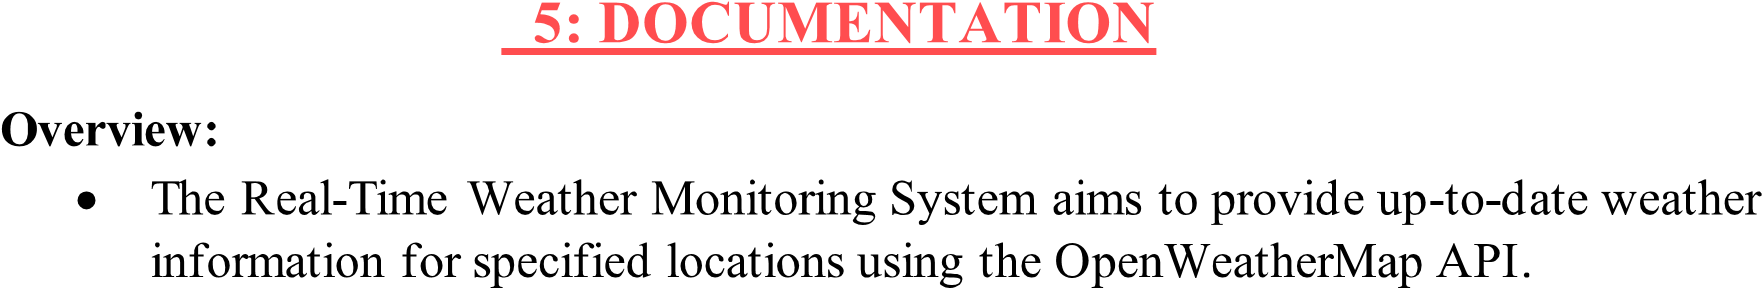 5: DOCUMENTATION
Overview:
• The Real-Time Weather Monitoring System aims to provide up-to-date weather
information for specified locations using the OpenWeatherMap API.